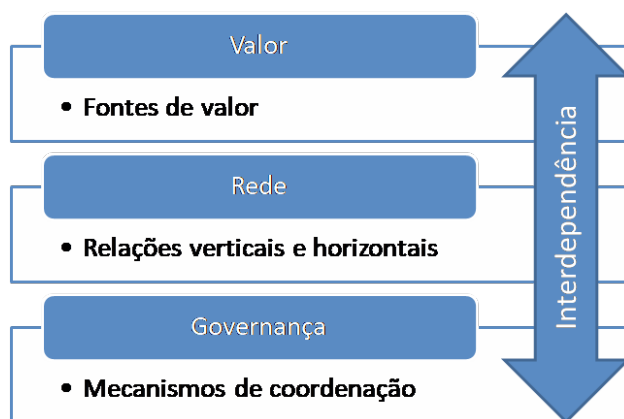 Valor
• Fontes de valor
Rede
• Relações verticais e horizontais
Governança
• Mecanismos de coordenação
Interdependência